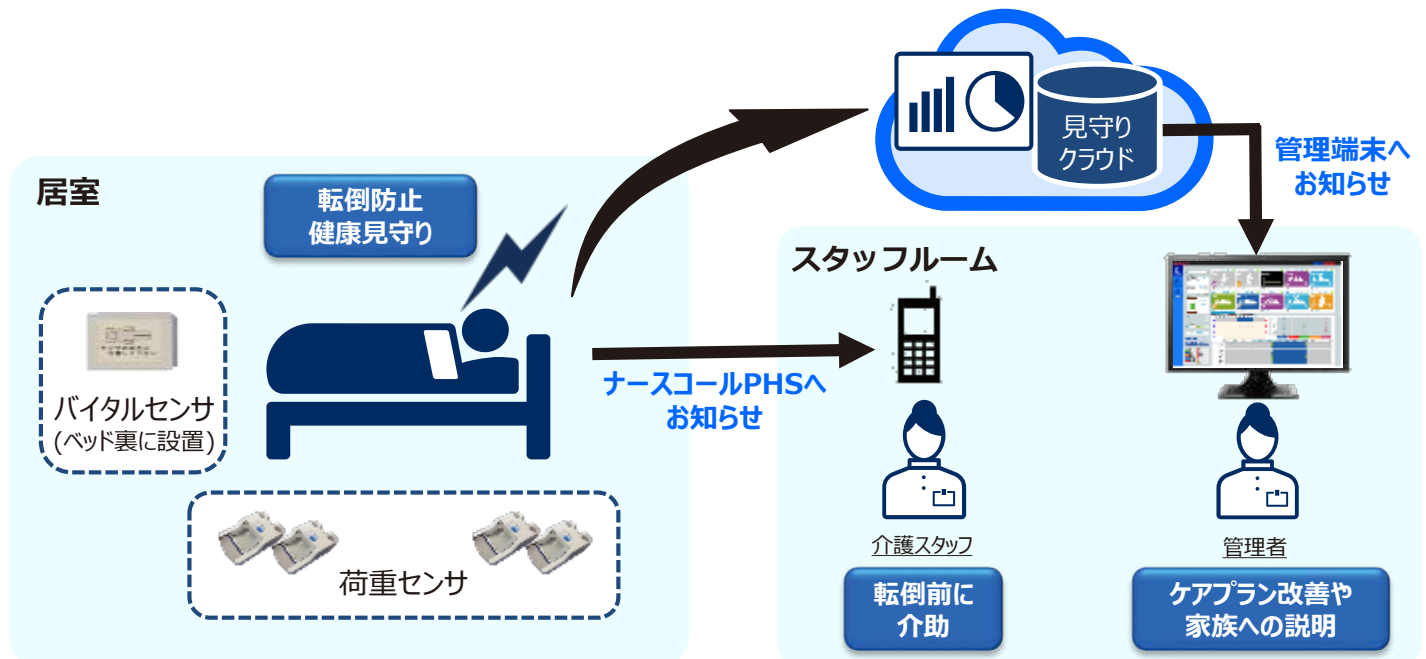 見守り
クラウド
管理端末へ
お知らせ
居室
転倒防止
健康見守り
バイタルセンサ
(ベッド裏に設置)
荷重センサ
ナースコールPHSへ
お知らせ
スタッフルーム
介護スタッフ
転倒前に
介助
管理者
ケアプラン改善や
家族への説明